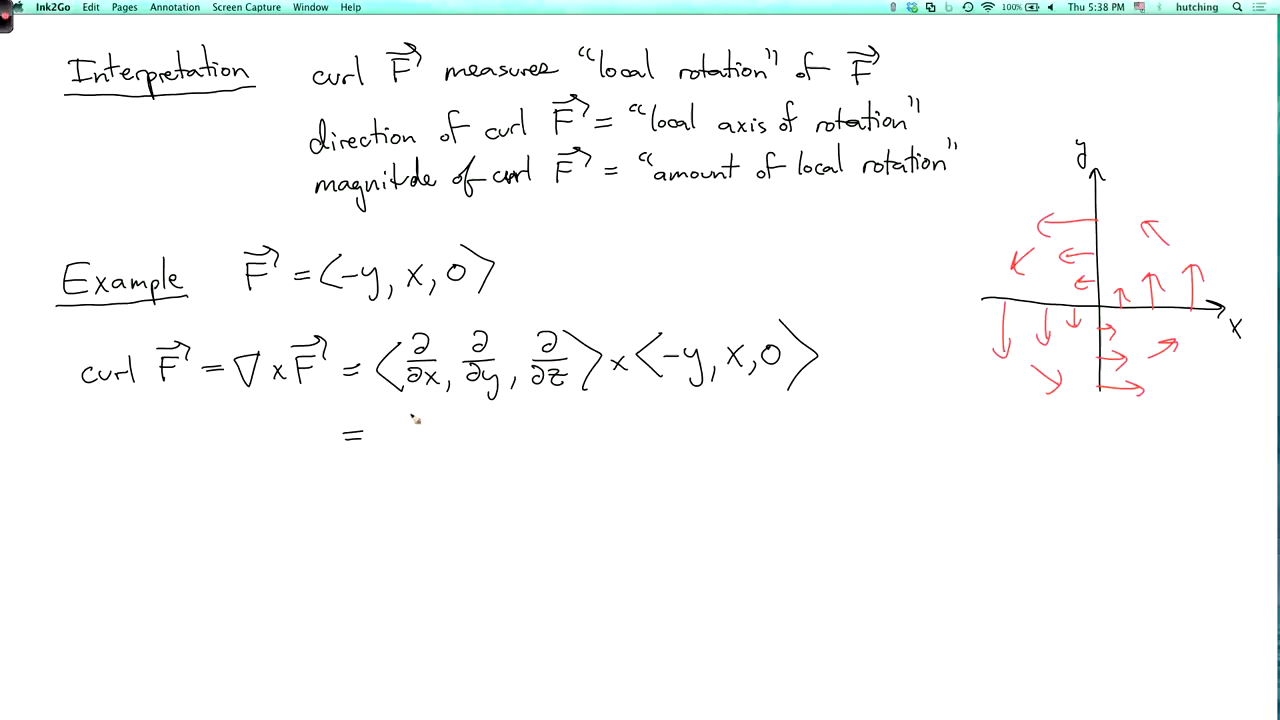 Ink2Go Edit Pages Annotation Screen Capture Window Help 100% Thu 5:38 PM hutching
Interpretation curl F⃗ measures “local rotation” of F⃗
direction of curl F⃗ = “local axis of rotation”
magnitude of curl F⃗ = “amount of local rotation”
y
x
Example F⃗ = ⟨-y, x, 0⟩
curl F⃗ = ∇ × F⃗ = ⟨∂/∂x, ∂/∂y, ∂/∂z⟩ × ⟨-y, x, 0⟩
=